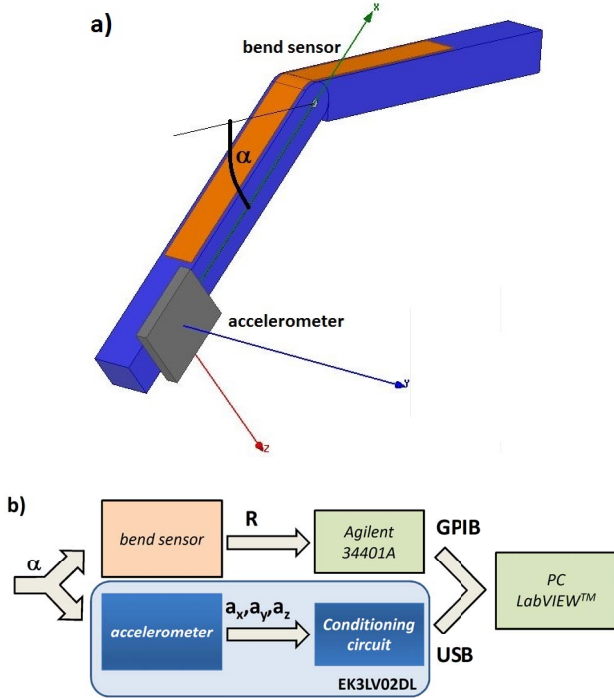 a)
X
bend sensor
α
accelerometer
Y
Z
b)
α
bend sensor
R
Agilent
34401A
GPIB
PC
LabVIEW™
accelerometer
ax,ay,az
Conditioning
circuit
EK3LV02DL
USB